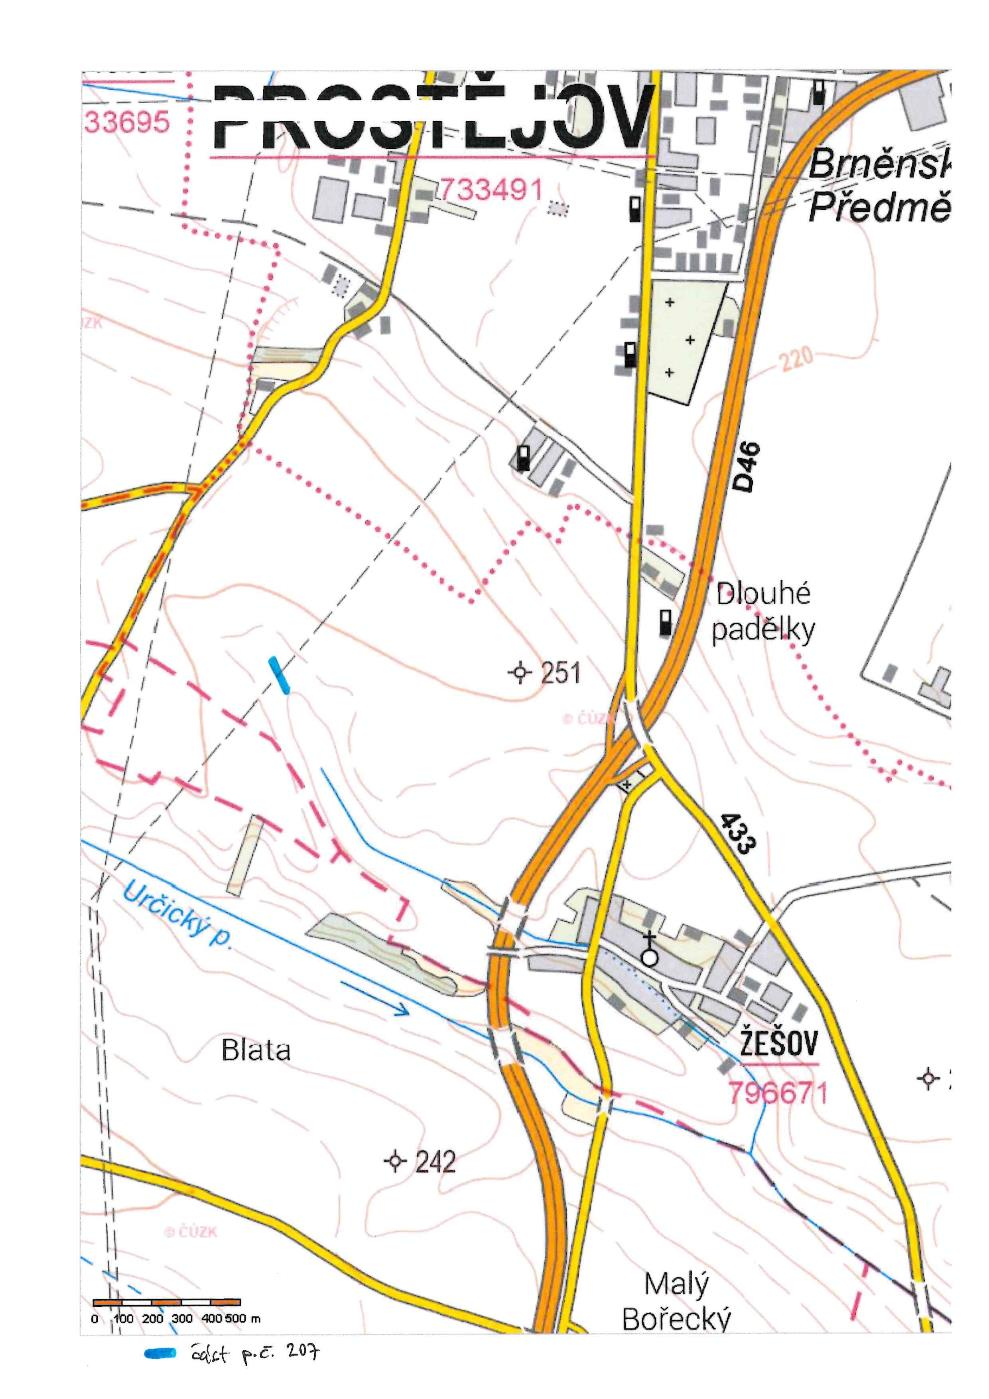 PROSTĚJOV
33695
733491
Brněnsk
Předmě
ÚZK
220
D46
Dlouhé
padělky
251
© ČÚZK
433
Určický p.
Blata
ŽEŠOV
796671
242
© ČÚZK
Malý
Bořecký
0 100 200 300 400 500 m
část p.č. 207